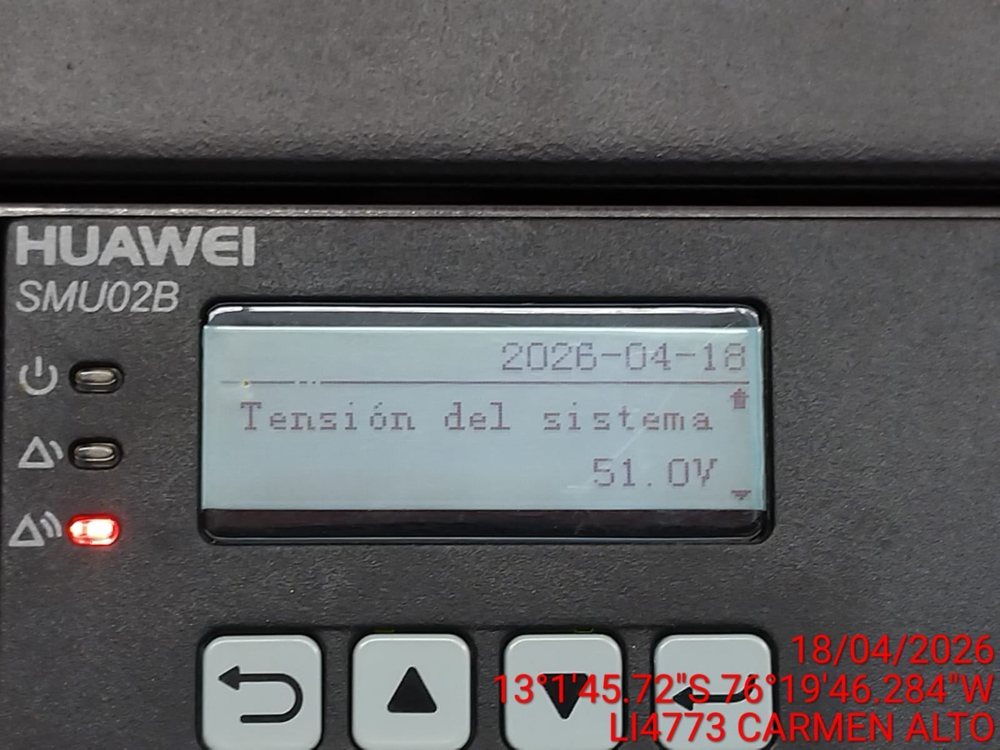 HUAWEI
SMU02B
2026-04-18
Tensión del sistema
51.0V
18/04/2026
13°1'45.72"S 76°19'46.284"W
LI4773 CARMEN ALTO